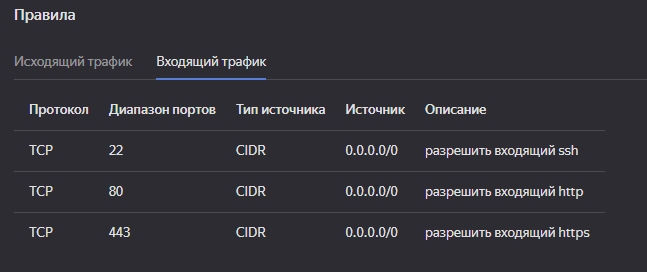 Правила
Исходящий трафик Входящий трафик
Протокол Диапазон портов Тип источника Источник Описание
TCP 22 CIDR 0.0.0.0/0 разрешить входящий ssh
TCP 80 CIDR 0.0.0.0/0 разрешить входящий http
TCP 443 CIDR 0.0.0.0/0 разрешить входящий https